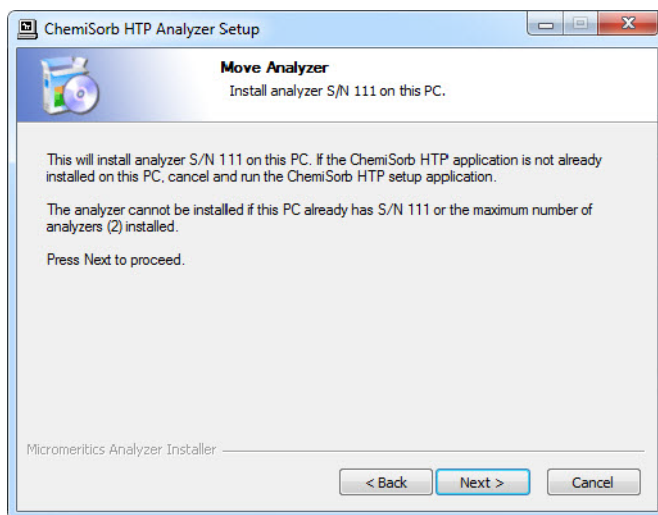 ChemiSorb HTP Analyzer Setup
Move Analyzer
Install analyzer S/N 111 on this PC.
This will install analyzer S/N 111 on this PC. If the ChemiSorb HTP application is not already
installed on this PC, cancel and run the ChemiSorb HTP setup application.
The analyzer cannot be installed if this PC already has S/N 111 or the maximum number of
analyzers (2) installed.
Press Next to proceed.
Micromeritics Analyzer Installer
< Back Next > Cancel